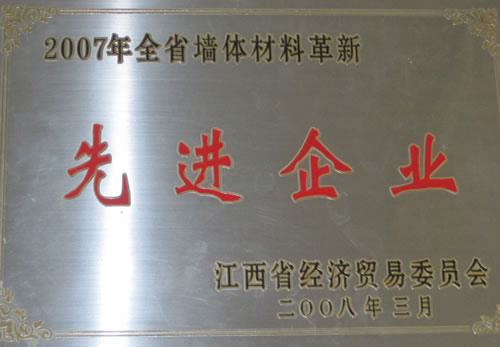 2007年全省墙体材料革新
先进企业
江西省经济贸易委员会
二〇〇八年三月